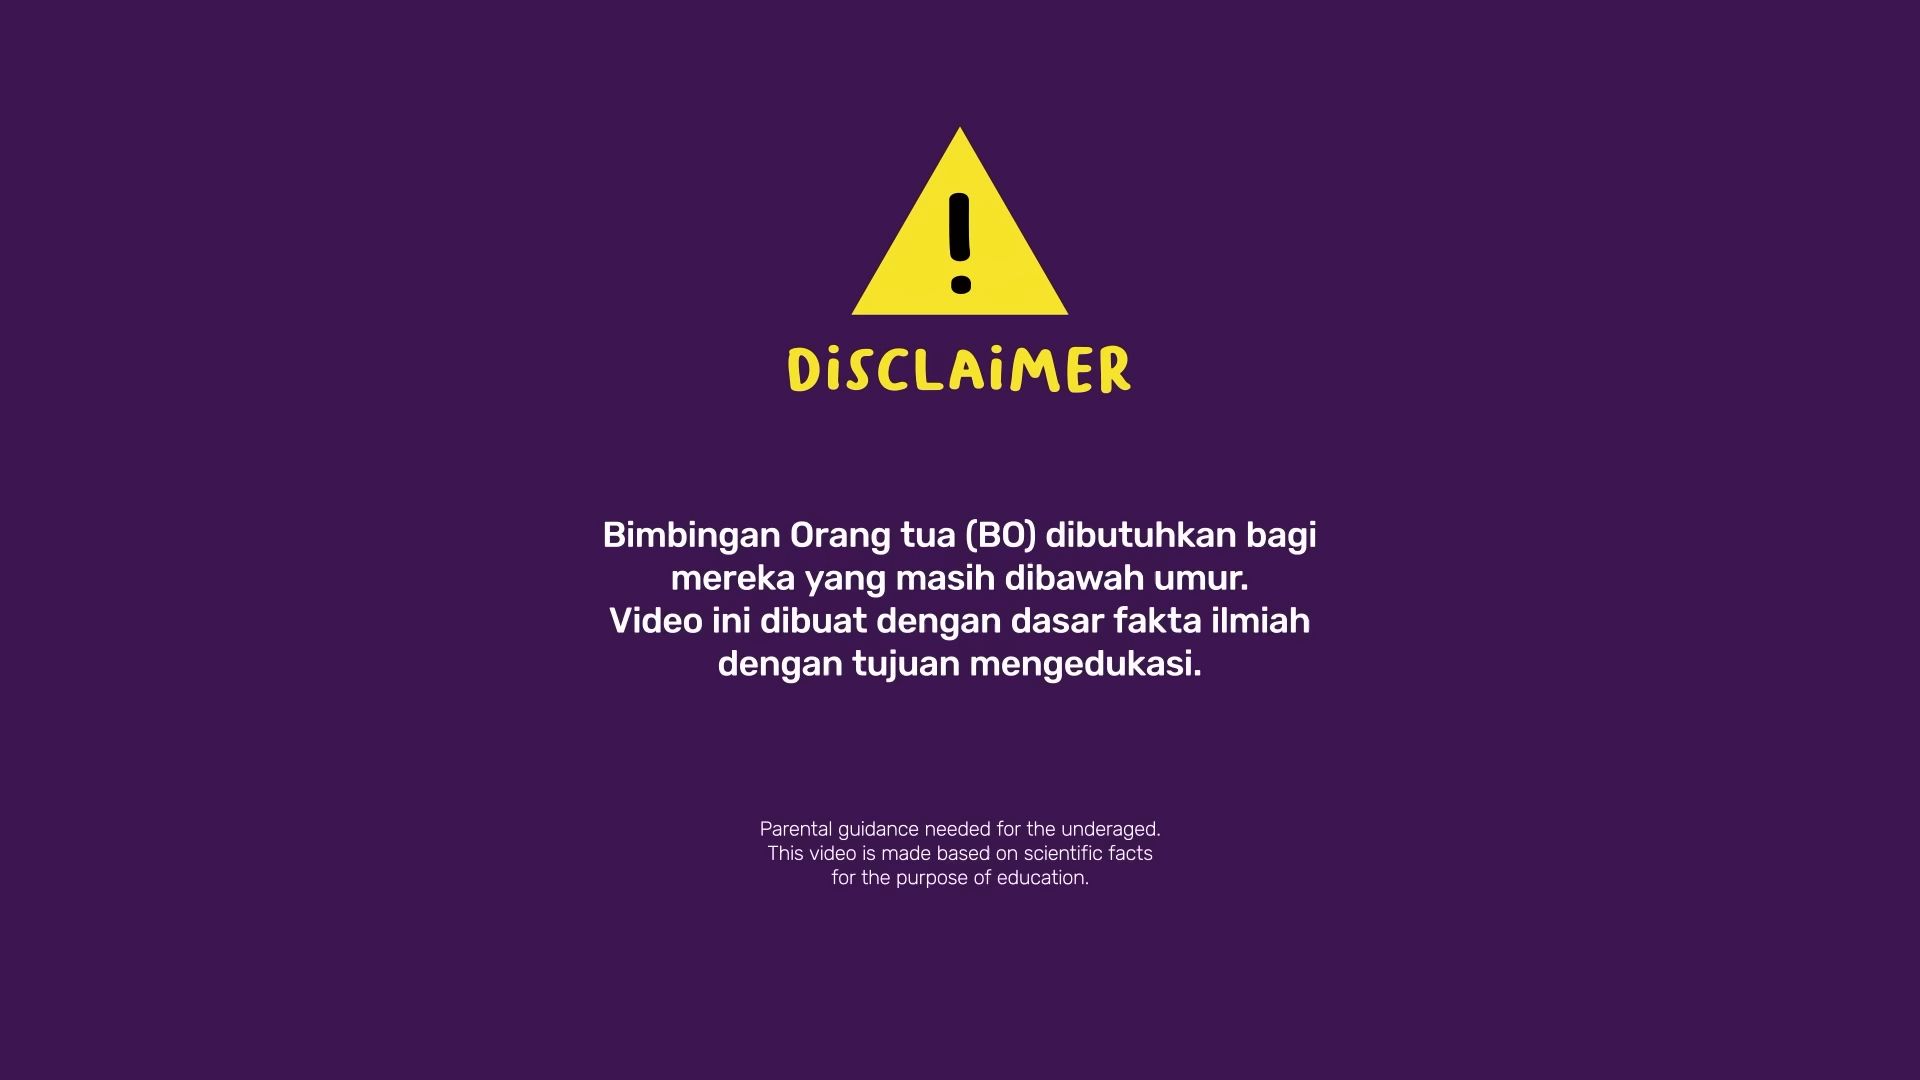 !
DiSCLAiMER
Bimbingan Orang tua (BO) dibutuhkan bagi
mereka yang masih dibawah umur.
Video ini dibuat dengan dasar fakta ilmiah
dengan tujuan mengedukasi.
Parental guidance needed for the underaged.
This video is made based on scientific facts
for the purpose of education.